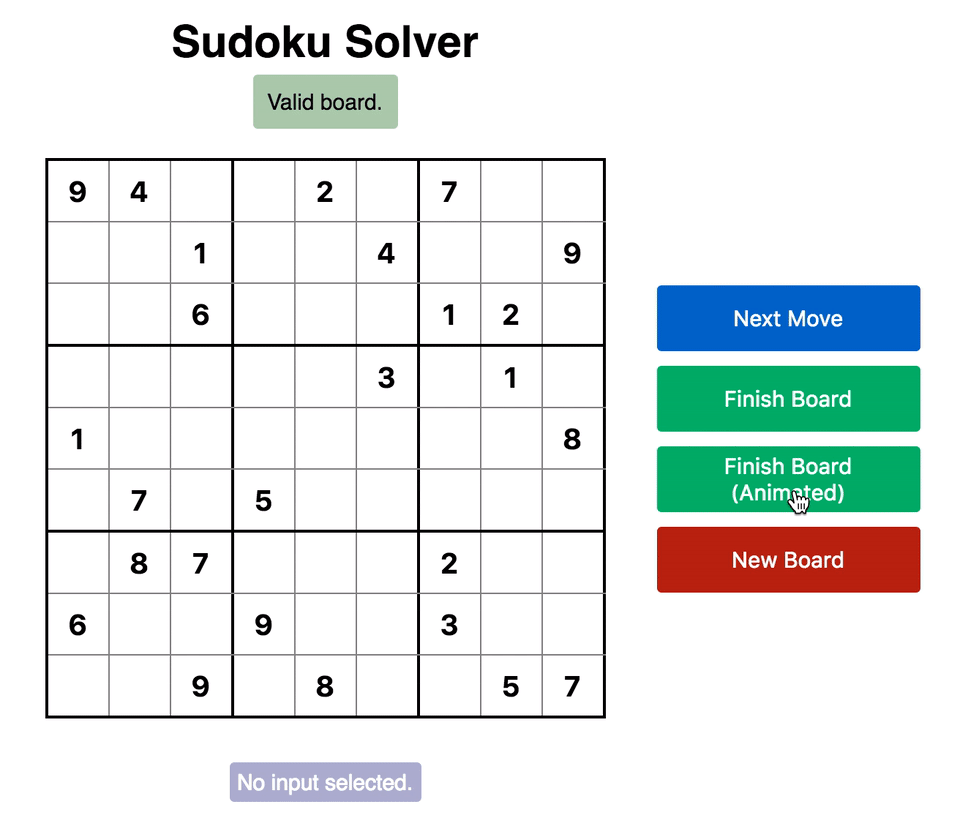 Sudoku Solver
Valid board.
9 4 2 7
1 4 9
6 1 2
3 1
1 8
7 5
8 7 2
6 9 3
9 8 5 7
Next Move
Finish Board
Finish Board
(Animated)
New Board
No input selected.